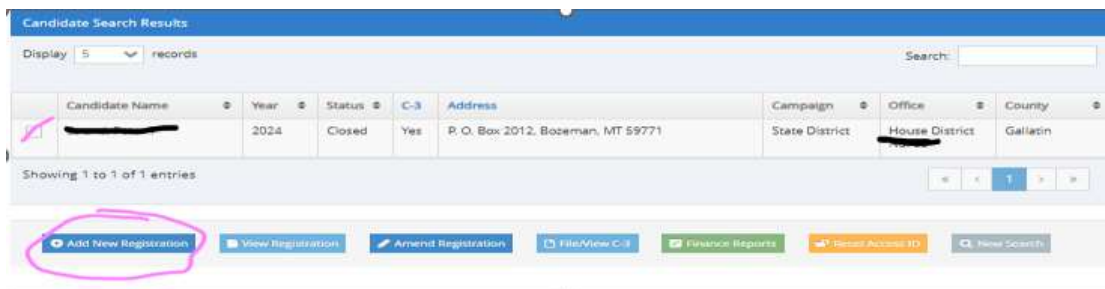 Candidate Search Results
Display 5 records Search:
Candidate Name Year Status C-3 Address Campaign Office County
2024 Closed Yes P. O. Box 2012, Bozeman, MT 59771 State District House District Gallatin
Showing 1 to 1 of 1 entries « < 1 > »
Add New Registration View Registration Amend Registration File/View C-3 Finance Reports Reset Access ID New Search